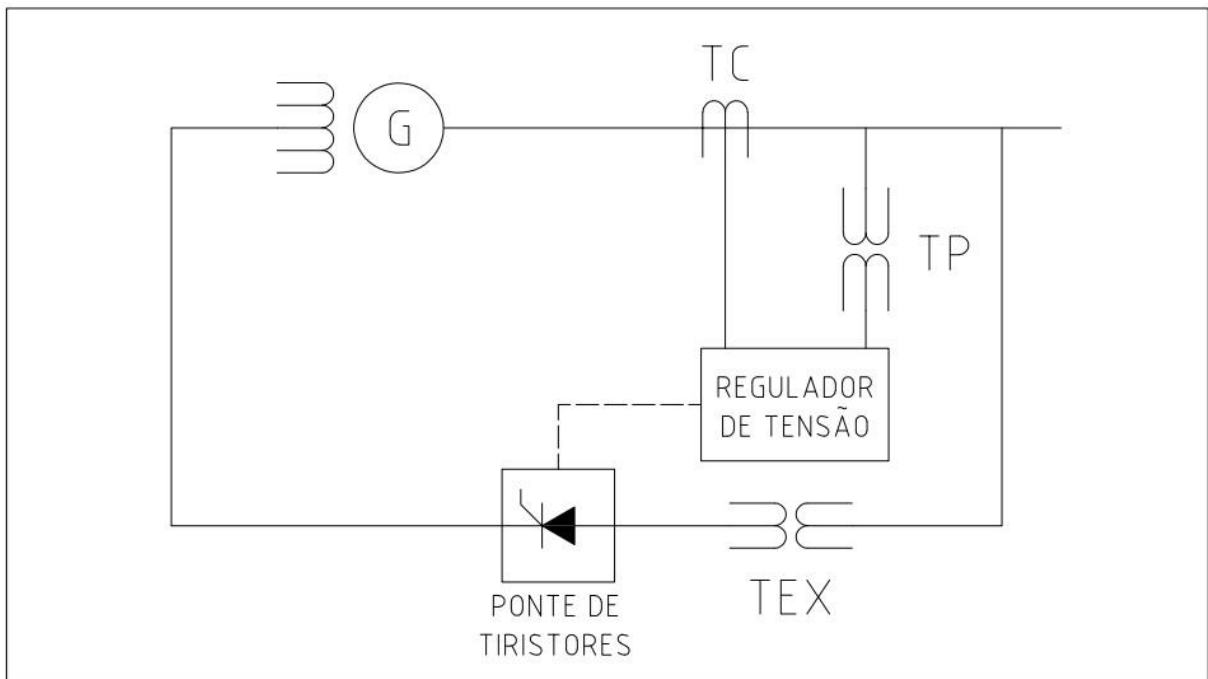 TC
G
TP
REGULADOR
DE TENSÃO
TEX
PONTE DE
TIRISTORES